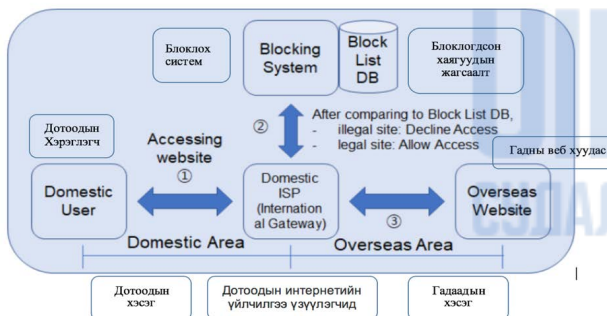 Блоклох
систем
Blocking
System
Block
List
DB
Блоклогдсон
хаягуудын
жагсаалт
Дотоодын
Хэрэглэгч
Accessing
website
①
②
After comparing to Block List DB,
- illegal site: Decline Access
- legal site: Allow Access
Гадны веб хуудас
Domestic
User
Domestic
ISP
(Internation
al Gateway)
③
Overseas
Website
Domestic Area
Overseas Area
Дотоодын
хэсэг
Дотоодын интернетийн
үйлчилгээ үзүүлэгчид
Гадаадын
хэсэг